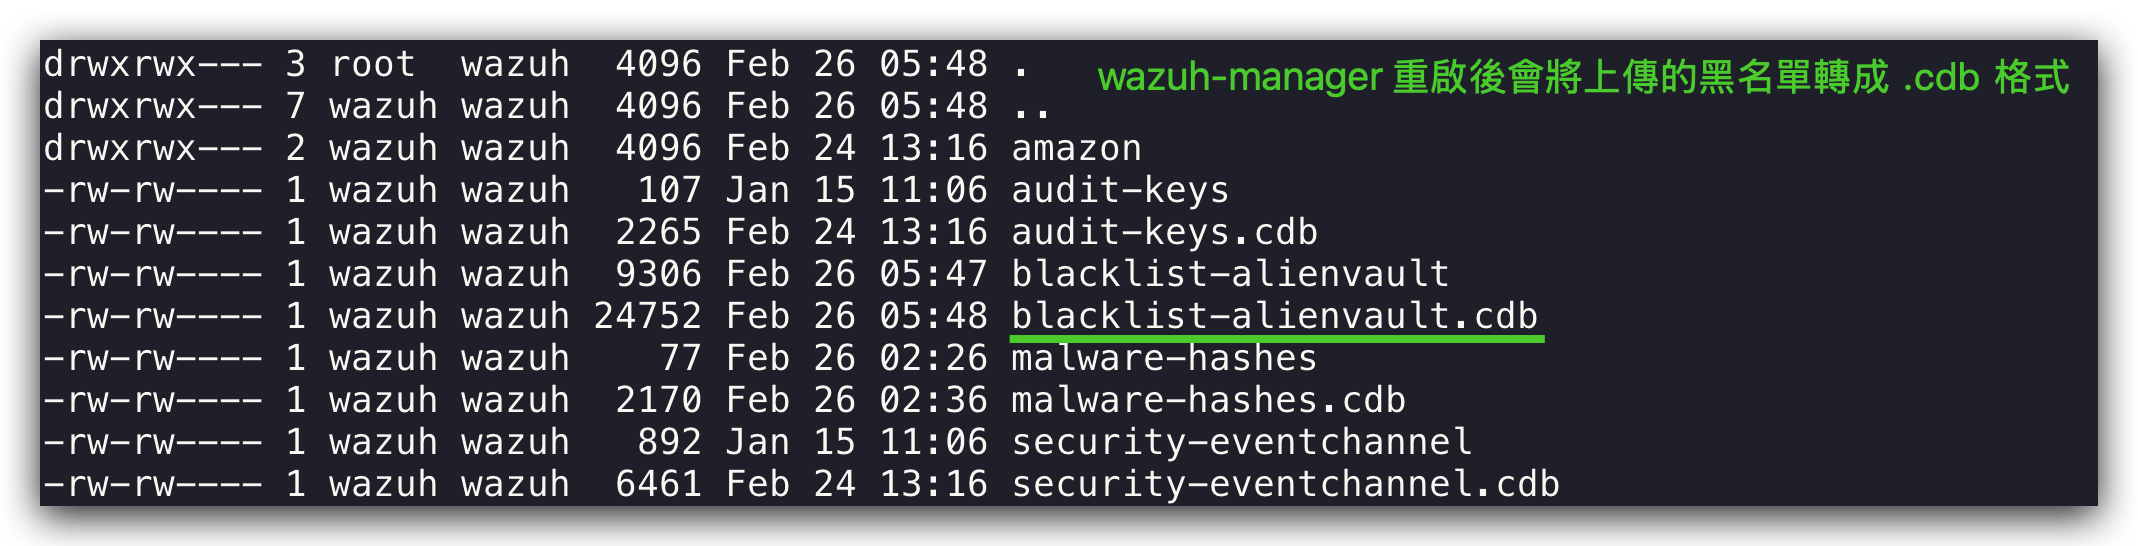 drwxrwx--- 3 root  wazuh  4096 Feb 26 05:48 .
wazuh-manager 重啟後會將上傳的黑名單轉成 .cdb 格式
drwxrwx--- 7 wazuh wazuh  4096 Feb 26 05:48 ..
drwxrwx--- 2 wazuh wazuh  4096 Feb 24 13:16 amazon
-rw-rw---- 1 wazuh wazuh   107 Jan 15 11:06 audit-keys
-rw-rw---- 1 wazuh wazuh  2265 Feb 24 13:16 audit-keys.cdb
-rw-rw---- 1 wazuh wazuh  9306 Feb 26 05:47 blacklist-alienvault
-rw-rw---- 1 wazuh wazuh 24752 Feb 26 05:48 blacklist-alienvault.cdb
-rw-rw---- 1 wazuh wazuh    77 Feb 26 02:26 malware-hashes
-rw-rw---- 1 wazuh wazuh  2170 Feb 26 02:36 malware-hashes.cdb
-rw-rw---- 1 wazuh wazuh   892 Jan 15 11:06 security-eventchannel
-rw-rw---- 1 wazuh wazuh  6461 Feb 24 13:16 security-eventchannel.cdb